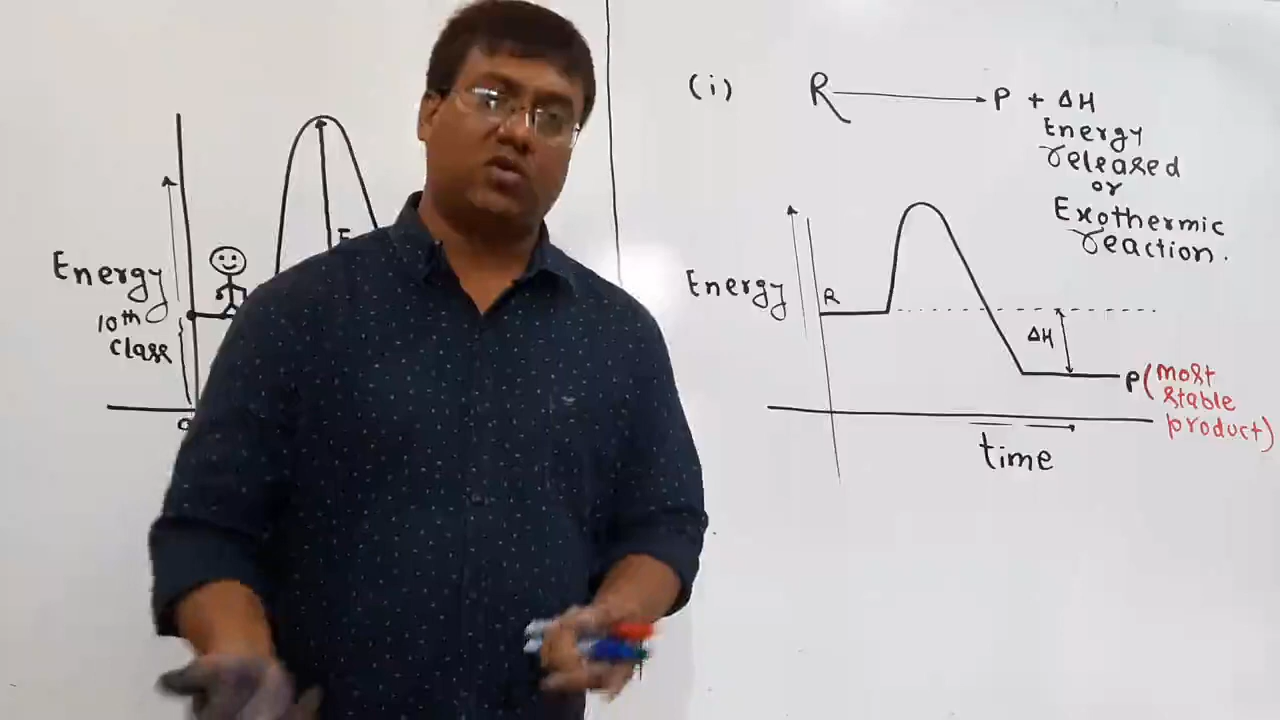 Energy
10th
class
E
(i) R → P + ΔH
Energy
released
or
Exothermic
reaction.
Energy
R
ΔH
P (most
stable
product)
time